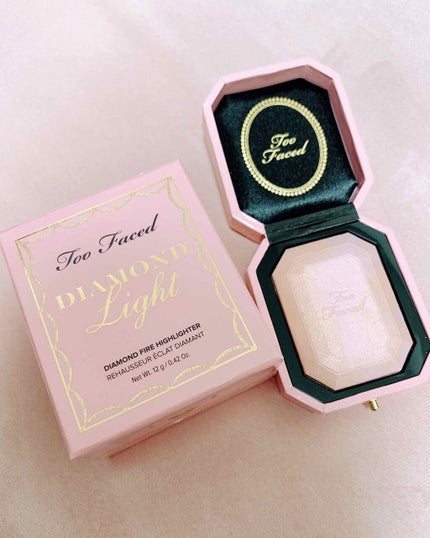 Too Faced
DIAMOND
Light
DIAMOND FIRE HIGHLIGHTER
REHAUSSEUR ÉCLAT DIAMANT
Net Wt. 12 g / 0.42 Oz.
Too
Faced
Too
Faced